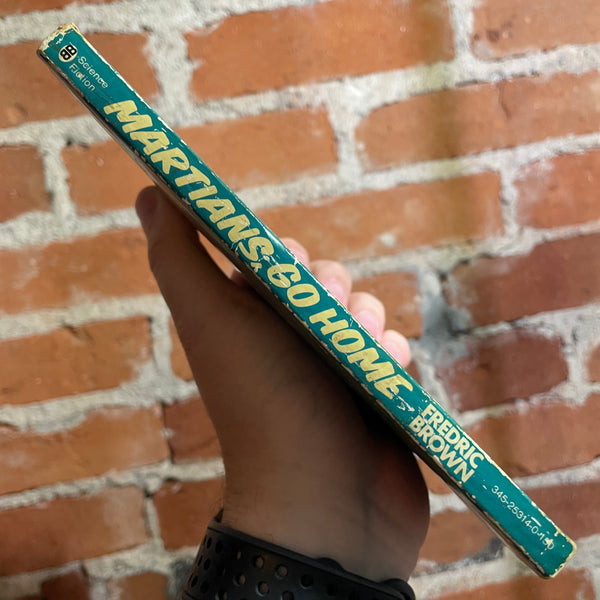 BB
Science
Fiction
MARTIANS, GO HOME
FREDRIC
BROWN
345-25314-0-150